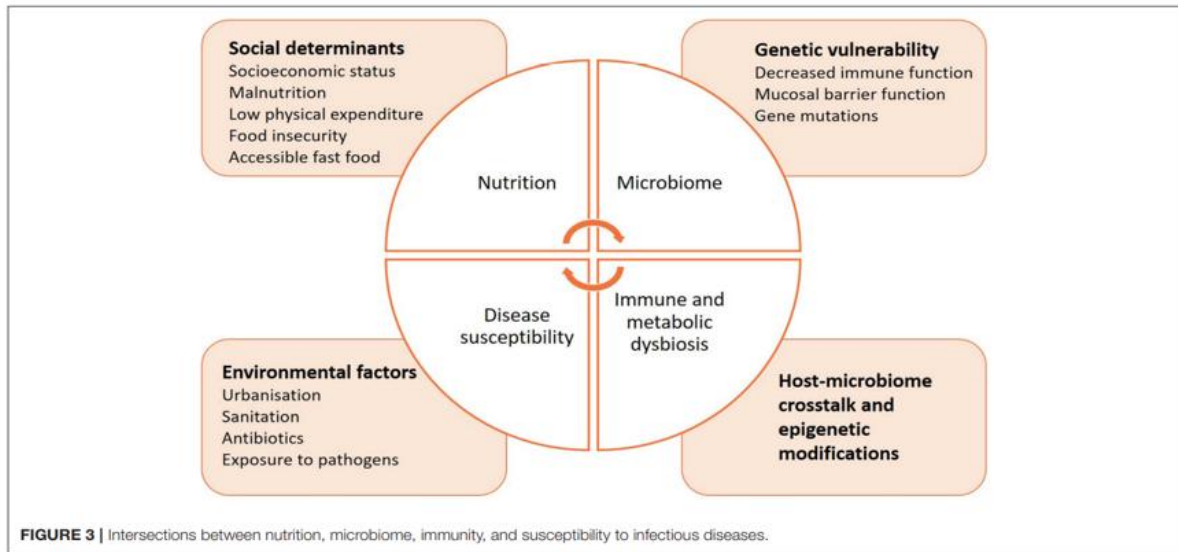 Social determinants
Socioeconomic status
Malnutrition
Low physical expenditure
Food insecurity
Accessible fast food
Genetic vulnerability
Decreased immune function
Mucosal barrier function
Gene mutations
Nutrition
Microbiome
Disease
susceptibility
Immune and
metabolic
dysbiosis
Environmental factors
Urbanisation
Sanitation
Antibiotics
Exposure to pathogens
Host-microbiome
crosstalk and
epigenetic
modifications
FIGURE 3 | Intersections between nutrition, microbiome, immunity, and susceptibility to infectious diseases.